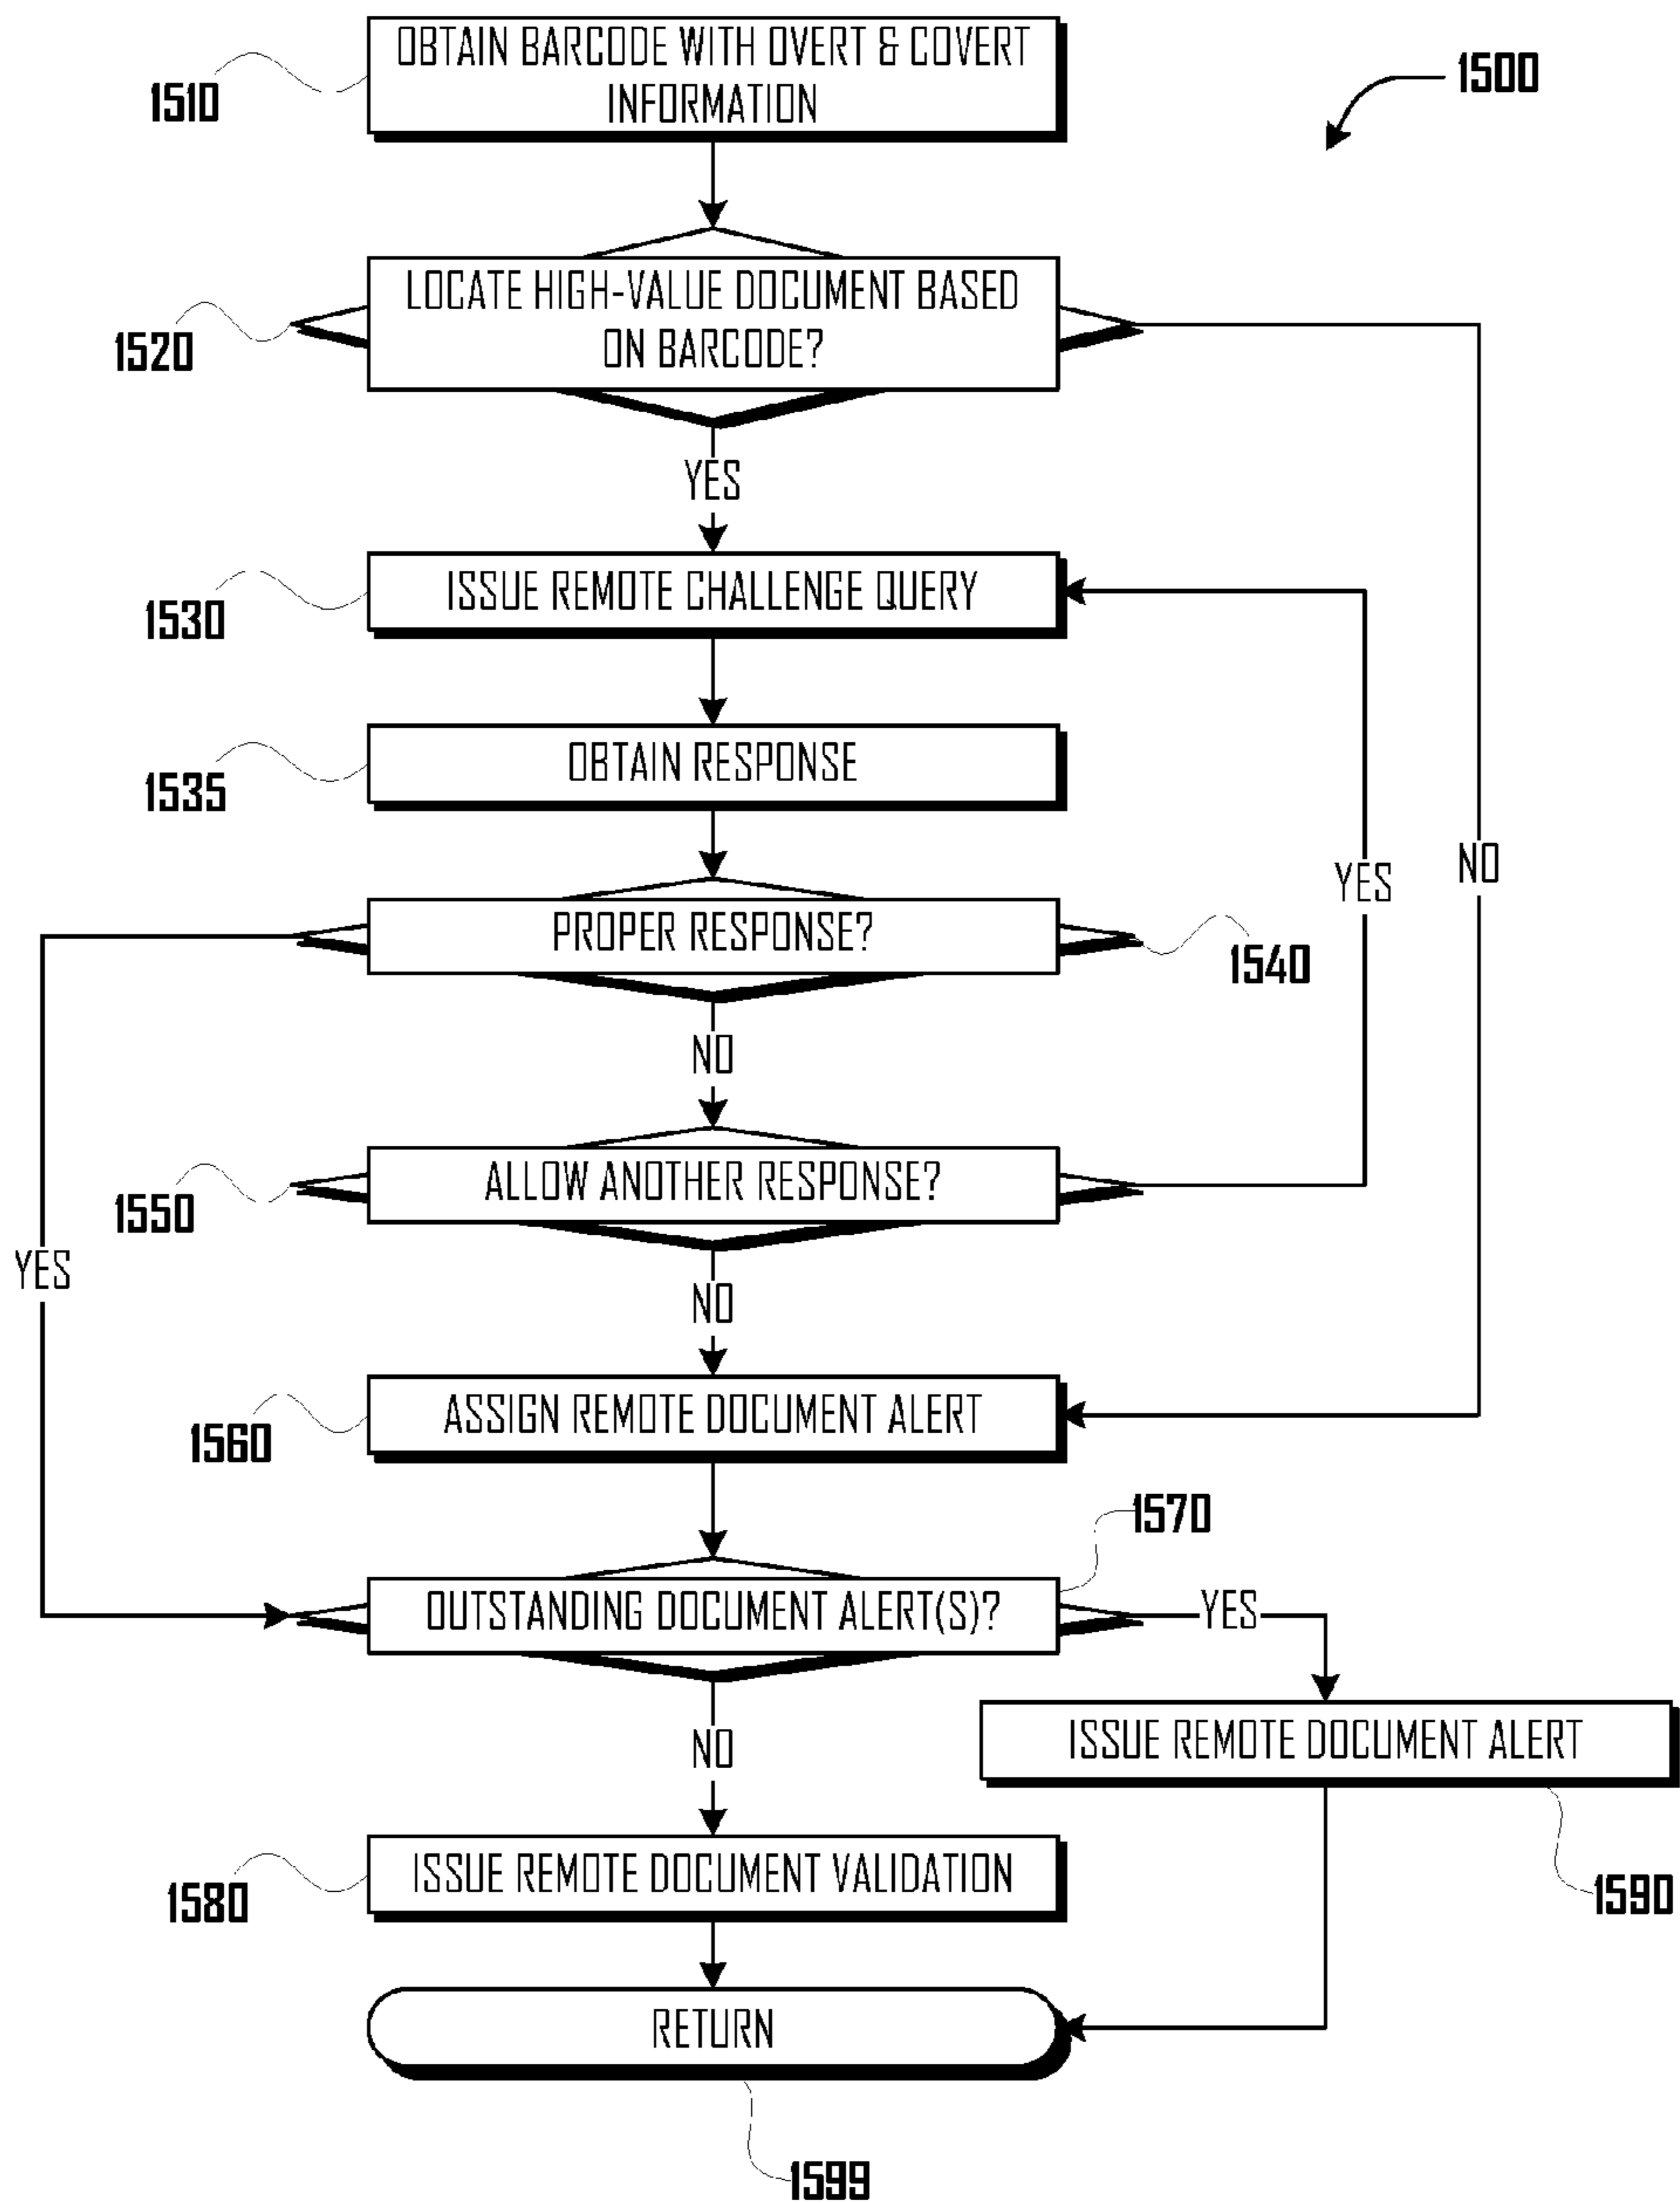 OBTAIN BARCODE WITH OVERT & COVERT
INFORMATION
1510
1500
LOCATE HIGH-VALUE DOCUMENT BASED
ON BARCODE?
1520
YES
ISSUE REMOTE CHALLENGE QUERY
1530
OBTAIN RESPONSE
1535
YES
NO
PROPER RESPONSE?
1540
NO
ALLOW ANOTHER RESPONSE?
1550
YES
NO
ASSIGN REMOTE DOCUMENT ALERT
1560
1570
OUTSTANDING DOCUMENT ALERT(S)?
YES
NO
ISSUE REMOTE DOCUMENT ALERT
ISSUE REMOTE DOCUMENT VALIDATION
1580
1590
RETURN
1599